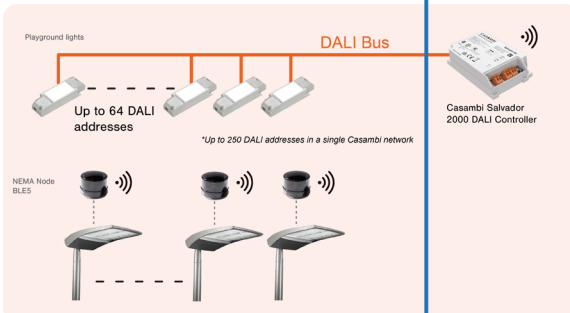 Playground lights
DALI Bus
Up to 64 DALI
addresses
Casambi Salvador
2000 DALI Controller
*Up to 250 DALI addresses in a single Casambi network
NEMA Node
BLE5